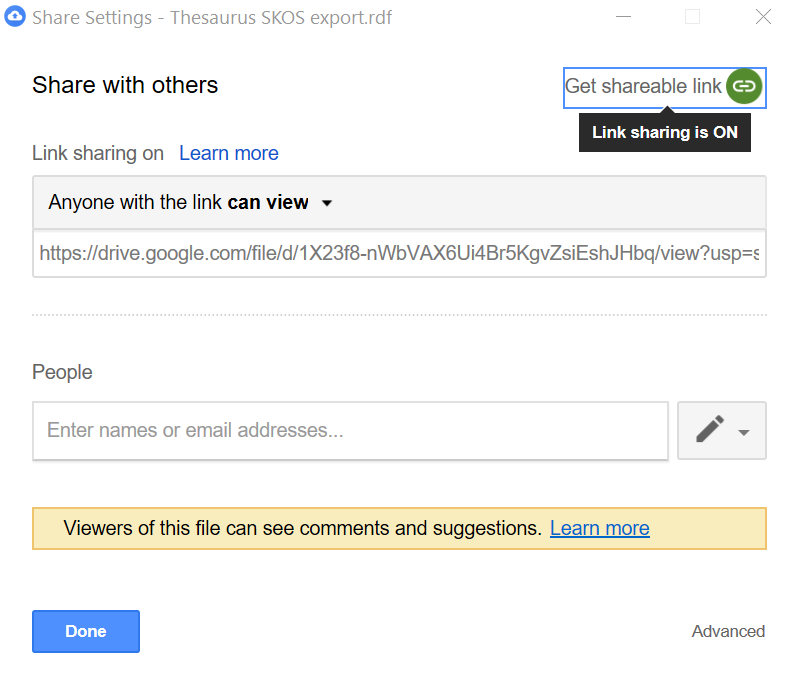 Share Settings - Thesaurus SKOS export.rdf
Share with others
Get shareable link
Link sharing is ON
Link sharing on Learn more
Anyone with the link can view
https://drive.google.com/file/d/1X23f8-nWbVAX6Ui4Br5KgvZsiEshJHbq/view?usp=s
People
Enter names or email addresses...
Viewers of this file can see comments and suggestions. Learn more
Done
Advanced